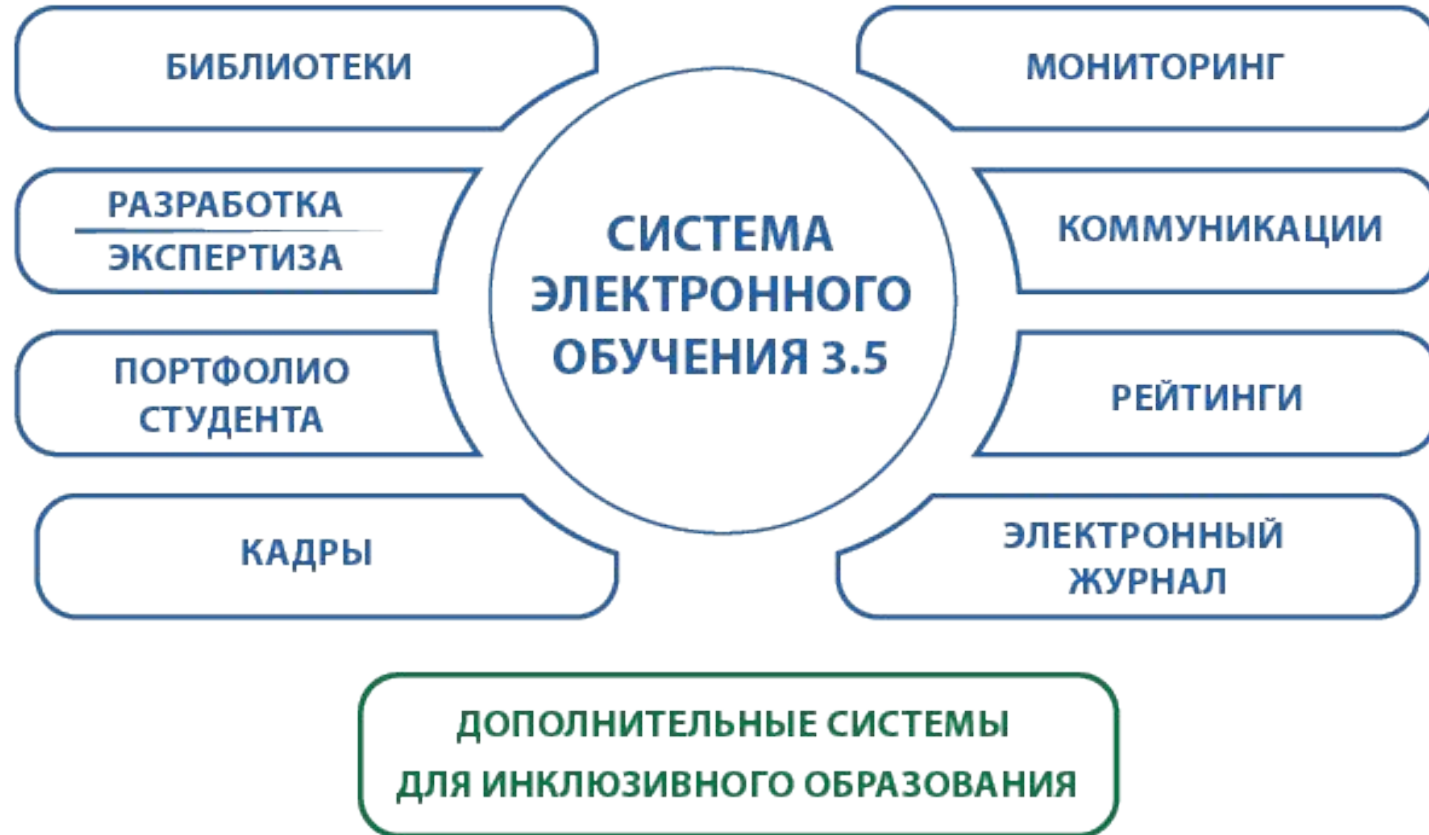 БИБЛИОТЕКИ
РАЗРАБОТКА
ЭКСПЕРТИЗА
ПОРТФОЛИО
СТУДЕНТА
КАДРЫ
СИСТЕМА
ЭЛЕКТРОННОГО
ОБУЧЕНИЯ 3.5
МОНИТОРИНГ
КОММУНИКАЦИИ
РЕЙТИНГИ
ЭЛЕКТРОННЫЙ
ЖУРНАЛ
ДОПОЛНИТЕЛЬНЫЕ СИСТЕМЫ
ДЛЯ ИНКЛЮЗИВНОГО ОБРАЗОВАНИЯ